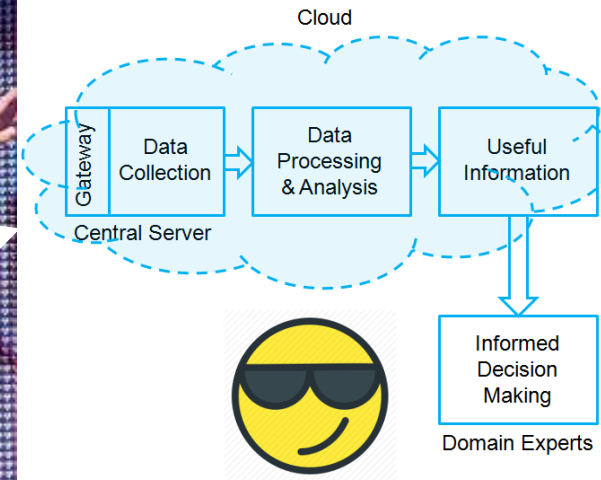 Cloud
Gateway
Data
Collection
Data
Processing
& Analysis
Useful
Information
Central Server
Informed
Decision
Making
Domain Experts